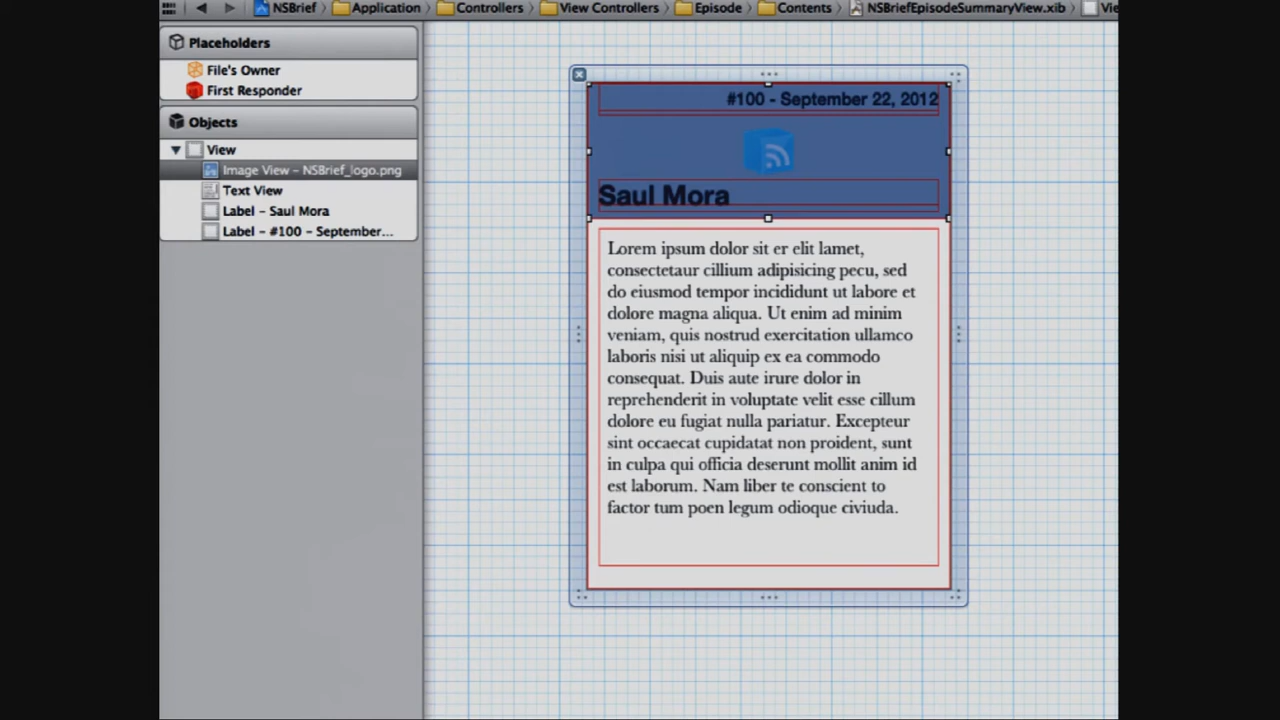 NSBrief Application Controllers View Controllers Episode Contents NSBriefEpisodeSummaryView.xib
Placeholders
File's Owner
First Responder
Objects
View
Image View - NSBrief_logo.png
Text View
Label - Saul Mora
Label - #100 - September...
#100 - September 22, 2012
Saul Mora
Lorem ipsum dolor sit er elit lamet,
consectetaur cillium adipisicing pecu, sed
do eiusmod tempor incididunt ut labore et
dolore magna aliqua. Ut enim ad minim
veniam, quis nostrud exercitation ullamco
laboris nisi ut aliquip ex ea commodo
consequat. Duis aute irure dolor in
reprehenderit in voluptate velit esse cillum
dolore eu fugiat nulla pariatur. Excepteur
sint occaecat cupidatat non proident, sunt
in culpa qui officia deserunt mollit anim id
est laborum. Nam liber te conscient to
factor tum poen legum odioque civiuda.